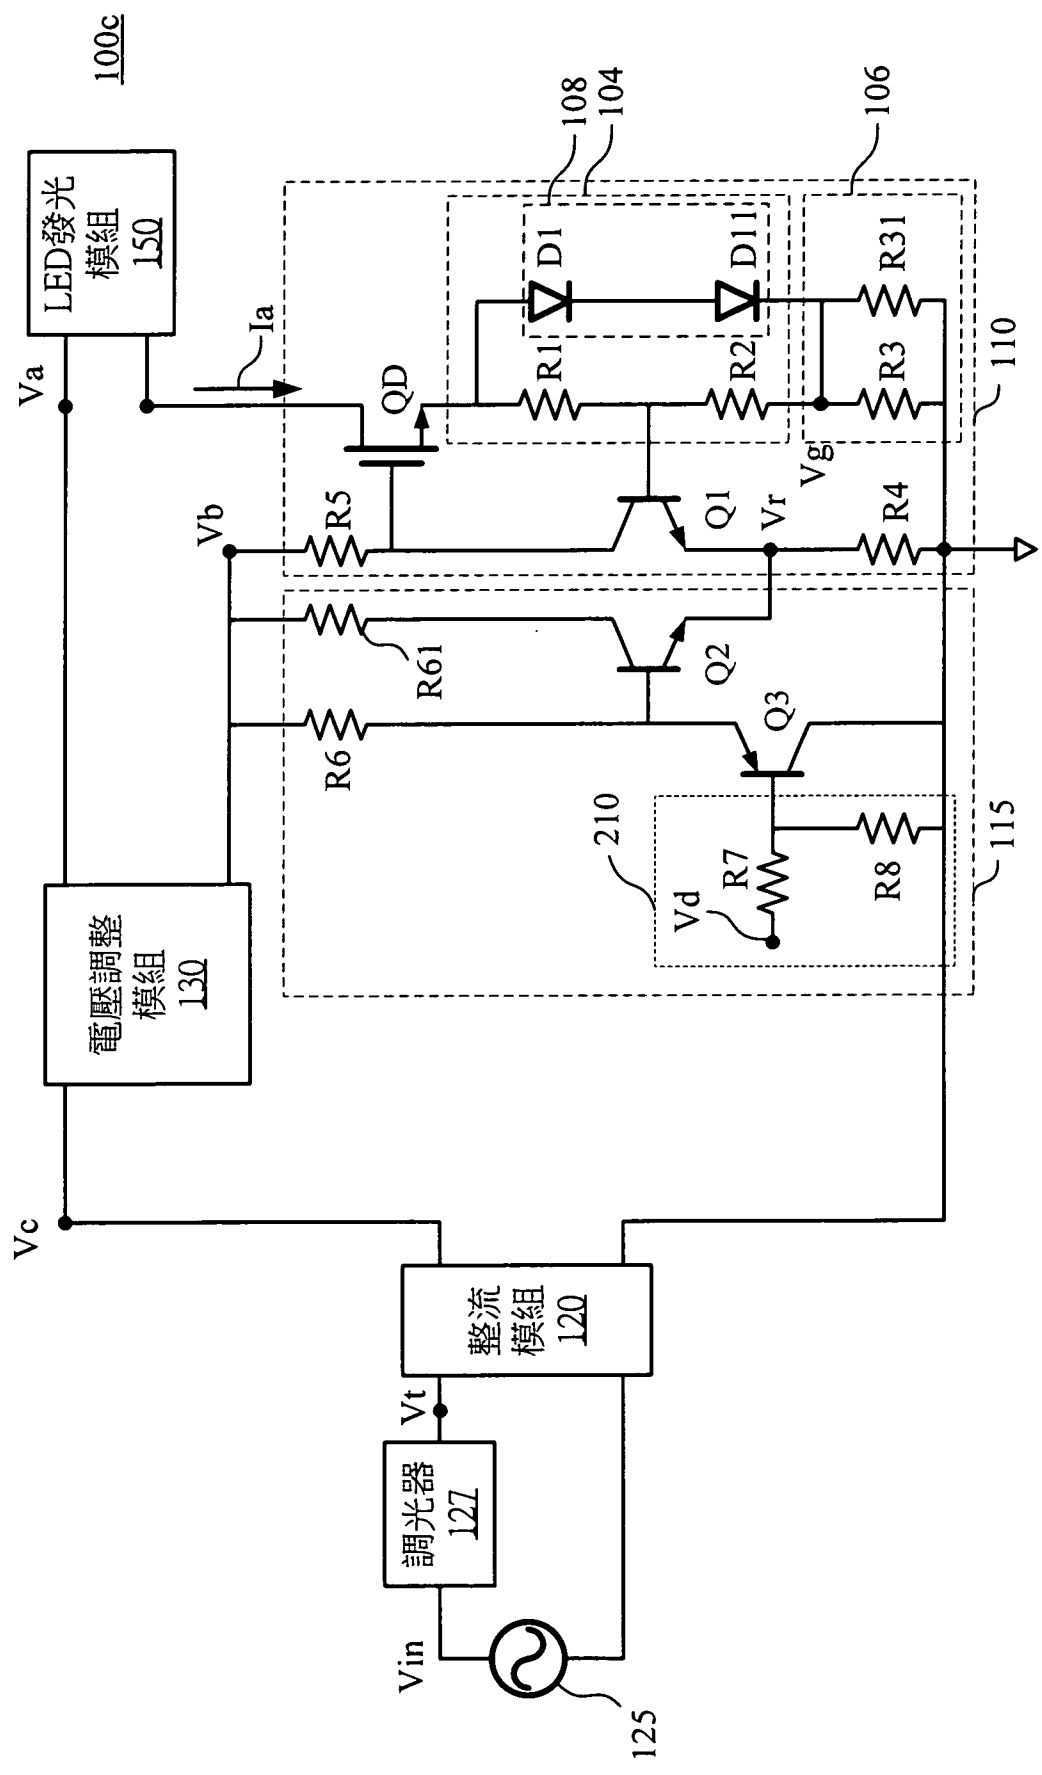 100c
LED發光
模組
150
Va
Ia
QD
108
104
106
D1
D11
R1
R2
R31
R3
110
Vg
Vb
R5
Q1
Vr
R4
R61
Q2
R6
Q3
210
115
R7
Vd
R8
電壓調整
模組
130
Vc
整流
模組
120
Vt
調光器
127
Vin
125